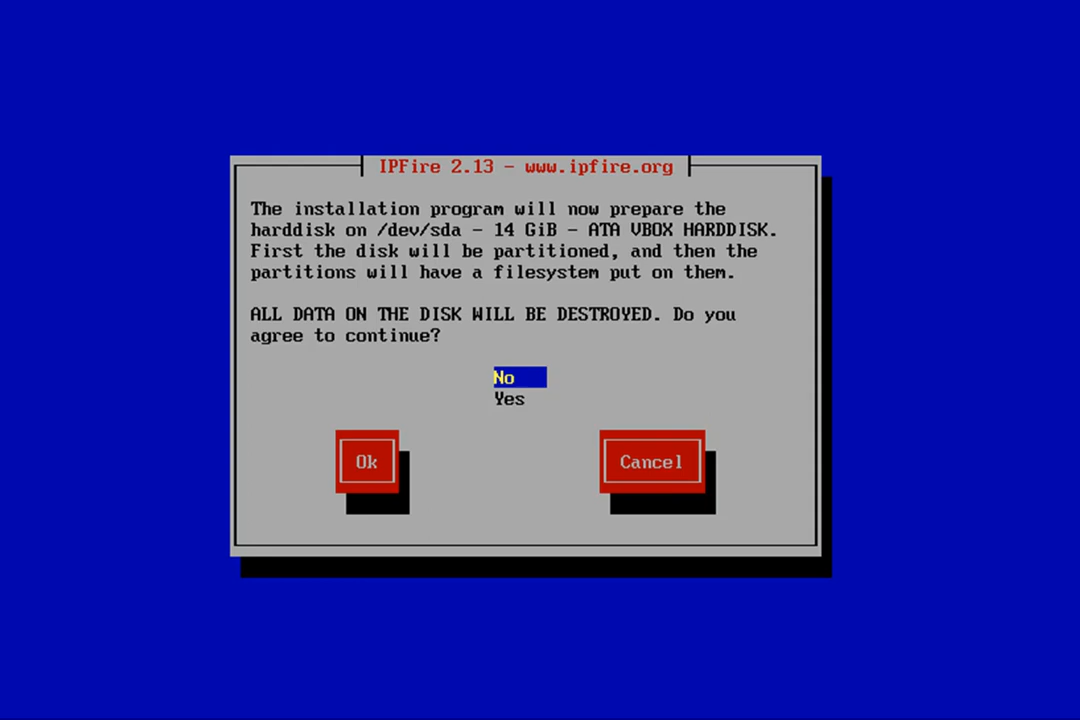 IPFire 2.13 - www.ipfire.org
The installation program will now prepare the
harddisk on /dev/sda - 14 GiB - ATA VBOX HARDDISK.
First the disk will be partitioned, and then the
partitions will have a filesystem put on them.
ALL DATA ON THE DISK WILL BE DESTROYED. Do you
agree to continue?
No
Yes
Ok Cancel